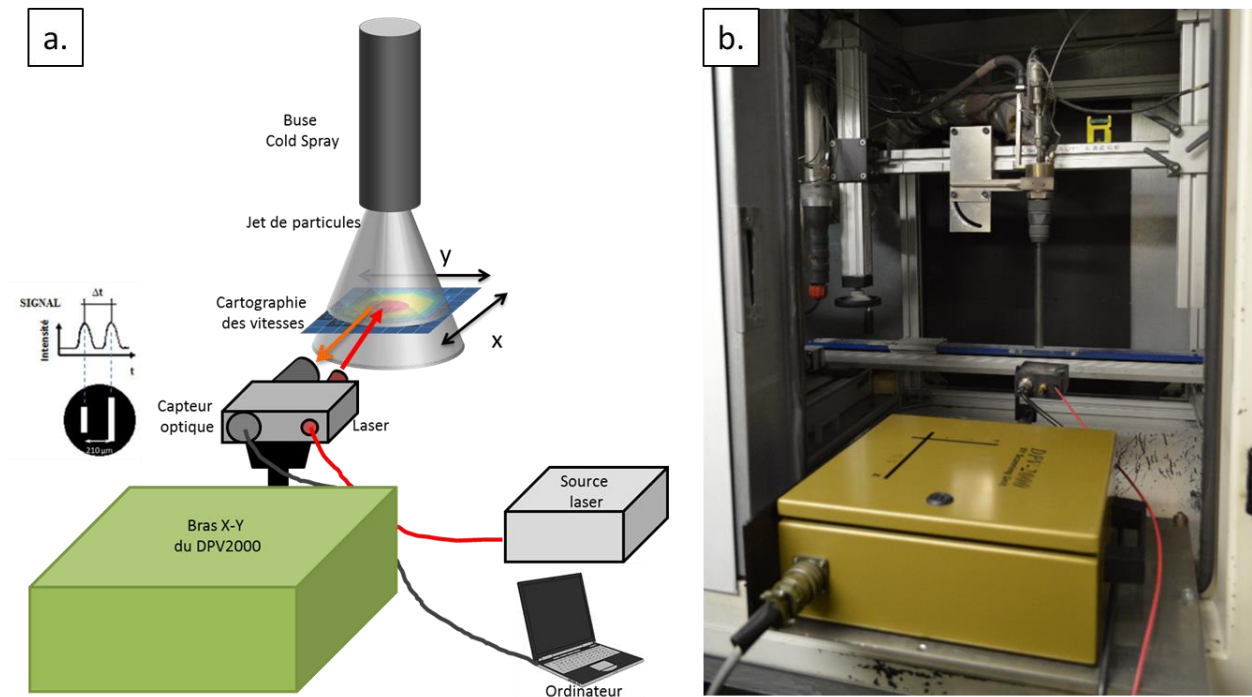 a.
Buse
Cold Spray
Jet de particules
y
x
Cartographie
des vitesses
SIGNAL
Δt
Intensité
t
210 µm
Capteur
optique
Laser
Source
laser
Bras X-Y
du DPV2000
Ordinateur
b.
DPV-2000